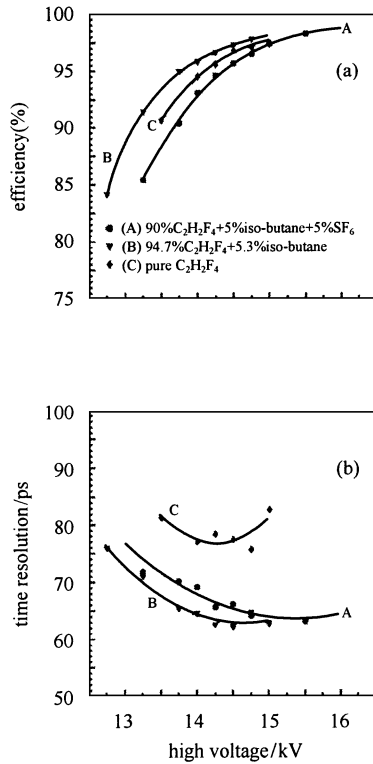 100
95
90
85
80
75
efficiency(%)
A
(a)
C
B
(A) 90%C₂H₂F₄+5%iso-butane+5%SF₆
(B) 94.7%C₂H₂F₄+5.3%iso-butane
(C) pure C₂H₂F₄
100
90
80
70
60
50
time resolution/ps
(b)
C
B
A
13 14 15 16
high voltage/kV